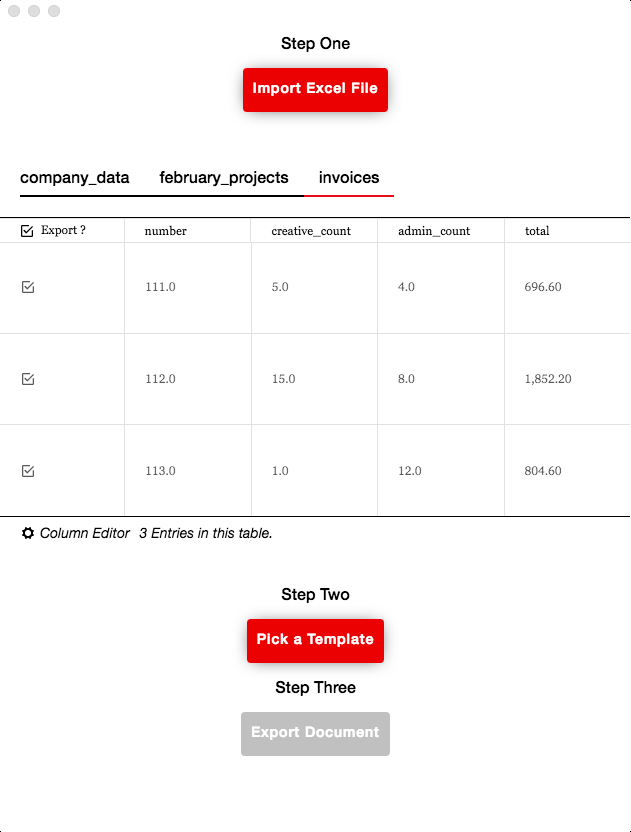 Step One
Import Excel File
company_data february_projects invoices
Export ? number creative_count admin_count total
111.0 5.0 4.0 696.60
112.0 15.0 8.0 1,852.20
113.0 1.0 12.0 804.60
Column Editor 3 Entries in this table.
Step Two
Pick a Template
Step Three
Export Document